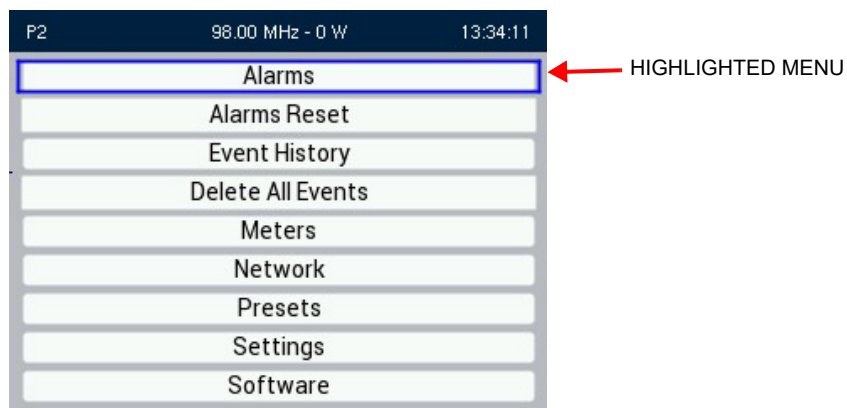 P2 98.00 MHz - 0 W 13:34:11
Alarms
HIGHLIGHTED MENU
Alarms Reset
Event History
Delete All Events
Meters
Network
Presets
Settings
Software